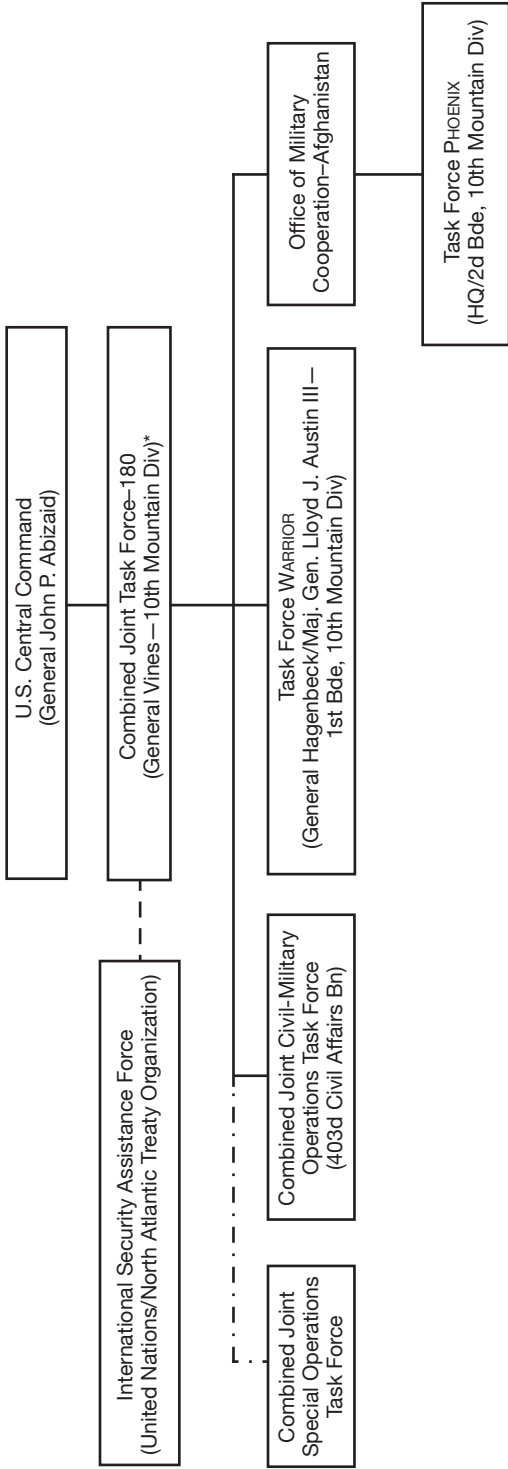 U.S. Central Command
(General John P. Abizaid)
International Security Assistance Force
(United Nations/North Atlantic Treaty Organization)
Combined Joint Task Force–180
(General Vines—10th Mountain Div)*
Combined Joint
Special Operations
Task Force
Combined Joint Civil-Military
Operations Task Force
(403d Civil Affairs Bn)
Task Force WARRIOR
(General Hagenbeck/Maj. Gen. Lloyd J. Austin III—
1st Bde, 10th Mountain Div)
Office of Military
Cooperation–Afghanistan
Task Force PHOENIX
(HQ/2d Bde, 10th Mountain Div)